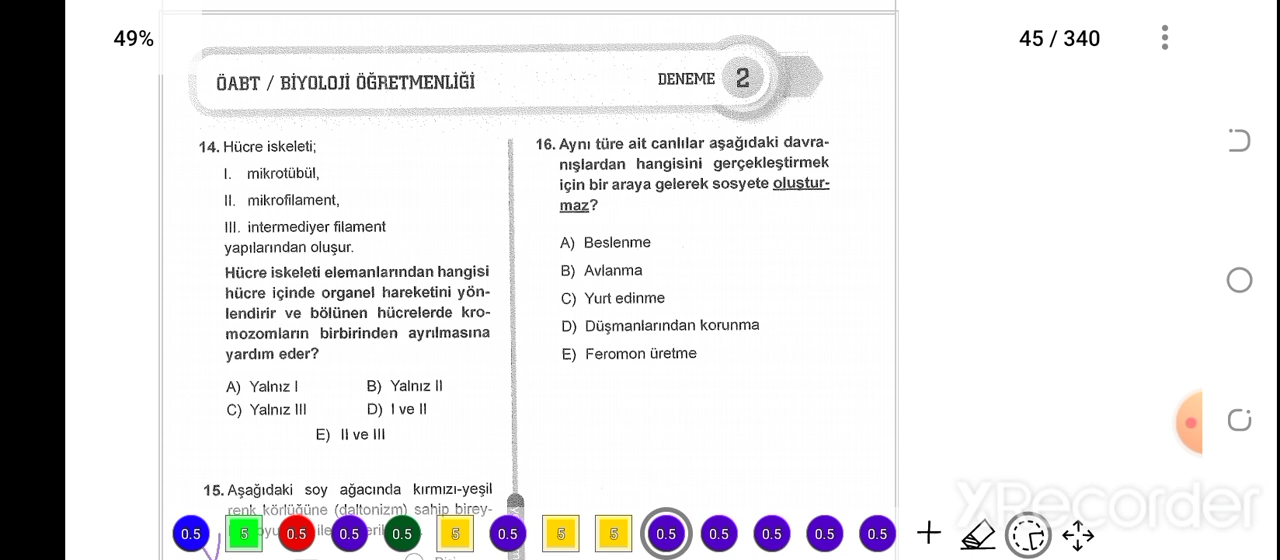 49%
45 / 340
ÖABT / BİYOLOJİ ÖĞRETMENLİĞİ
DENEME 2
14. Hücre iskeleti;
I. mikrotübül,
II. mikrofilament,
III. intermediyer filament
yapılarından oluşur.
Hücre iskeleti elemanlarından hangisi
hücre içinde organel hareketini yön-
lendirir ve bölünen hücrelerde kro-
mozomların birbirinden ayrılmasına
yardım eder?
A) Yalnız I
B) Yalnız II
C) Yalnız III
D) I ve II
E) II ve III
15. Aşağıdaki soy ağacında kırmızı-yeşil
renk körlüğüne (daltonizm) sahip birey-
16. Aynı türe ait canlılar aşağıdaki davra-
nışlardan hangisini gerçekleştirmek
için bir araya gelerek sosyete oluştur-
maz?
A) Beslenme
B) Avlanma
C) Yurt edinme
D) Düşmanlarından korunma
E) Feromon üretme
0.5 5 0.5 0.5 0.5 5 0.5 5 5 0.5 0.5 0.5 0.5 0.5
XRecorder